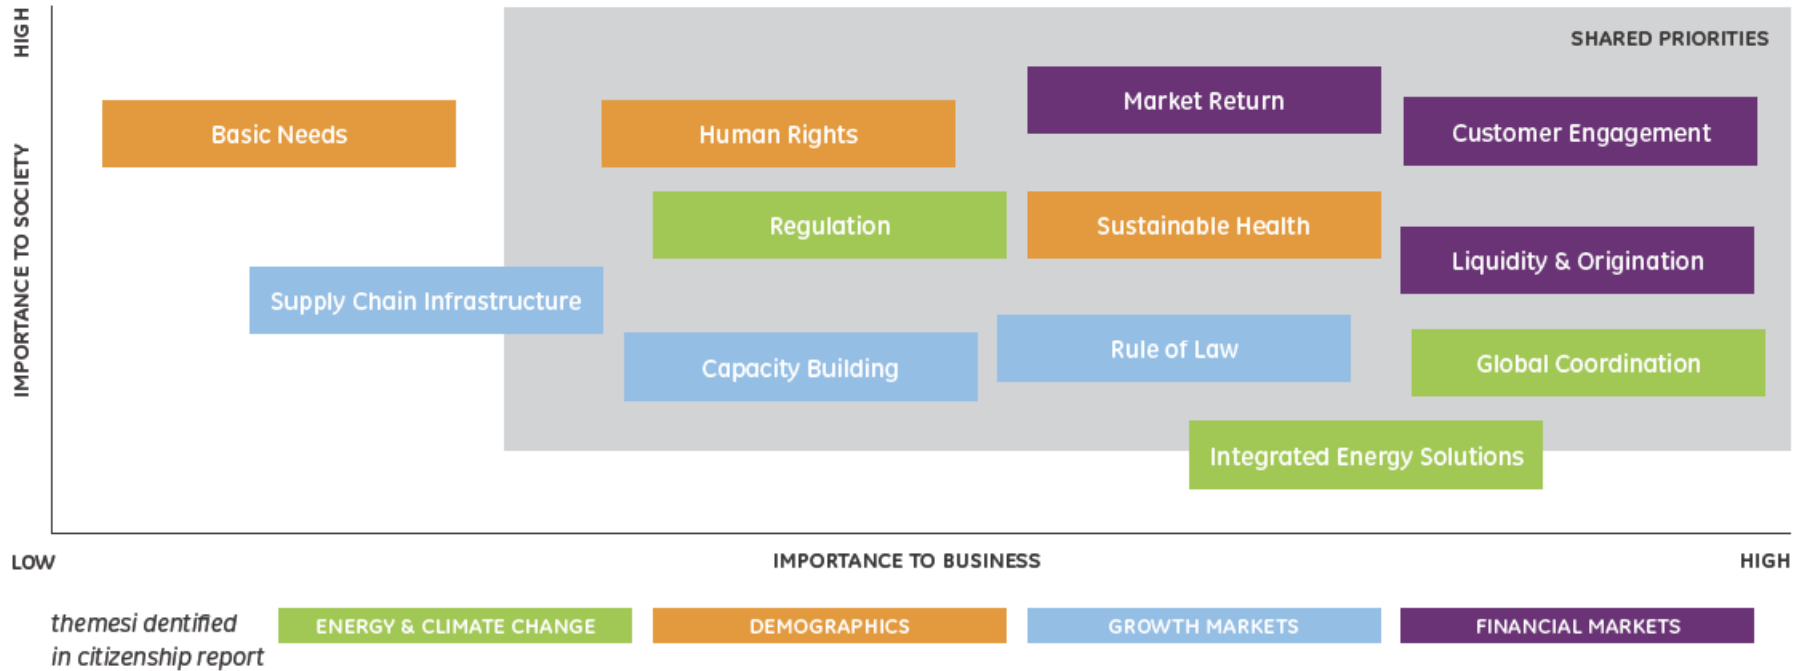 HIGH
SHARED PRIORITIES
Market Return
Basic Needs
Human Rights
Customer Engagement
IMPORTANCE TO SOCIETY
Regulation
Sustainable Health
Liquidity & Origination
Supply Chain Infrastructure
Capacity Building
Rule of Law
Global Coordination
Integrated Energy Solutions
LOW
IMPORTANCE TO BUSINESS
HIGH
themesi dentified
in citizenship report
ENERGY & CLIMATE CHANGE
DEMOGRAPHICS
GROWTH MARKETS
FINANCIAL MARKETS